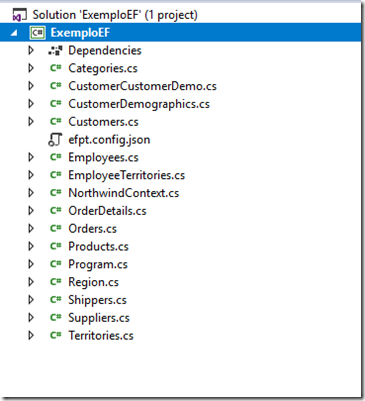 Solution 'ExemploEF' (1 project)
C# ExemploEF
Dependencies
C# Categories.cs
C# CustomerCustomerDemo.cs
C# CustomerDemographics.cs
C# Customers.cs
efpt.config.json
C# Employees.cs
C# EmployeeTerritories.cs
C# NorthwindContext.cs
C# OrderDetails.cs
C# Orders.cs
C# Products.cs
C# Program.cs
C# Region.cs
C# Shippers.cs
C# Suppliers.cs
C# Territories.cs